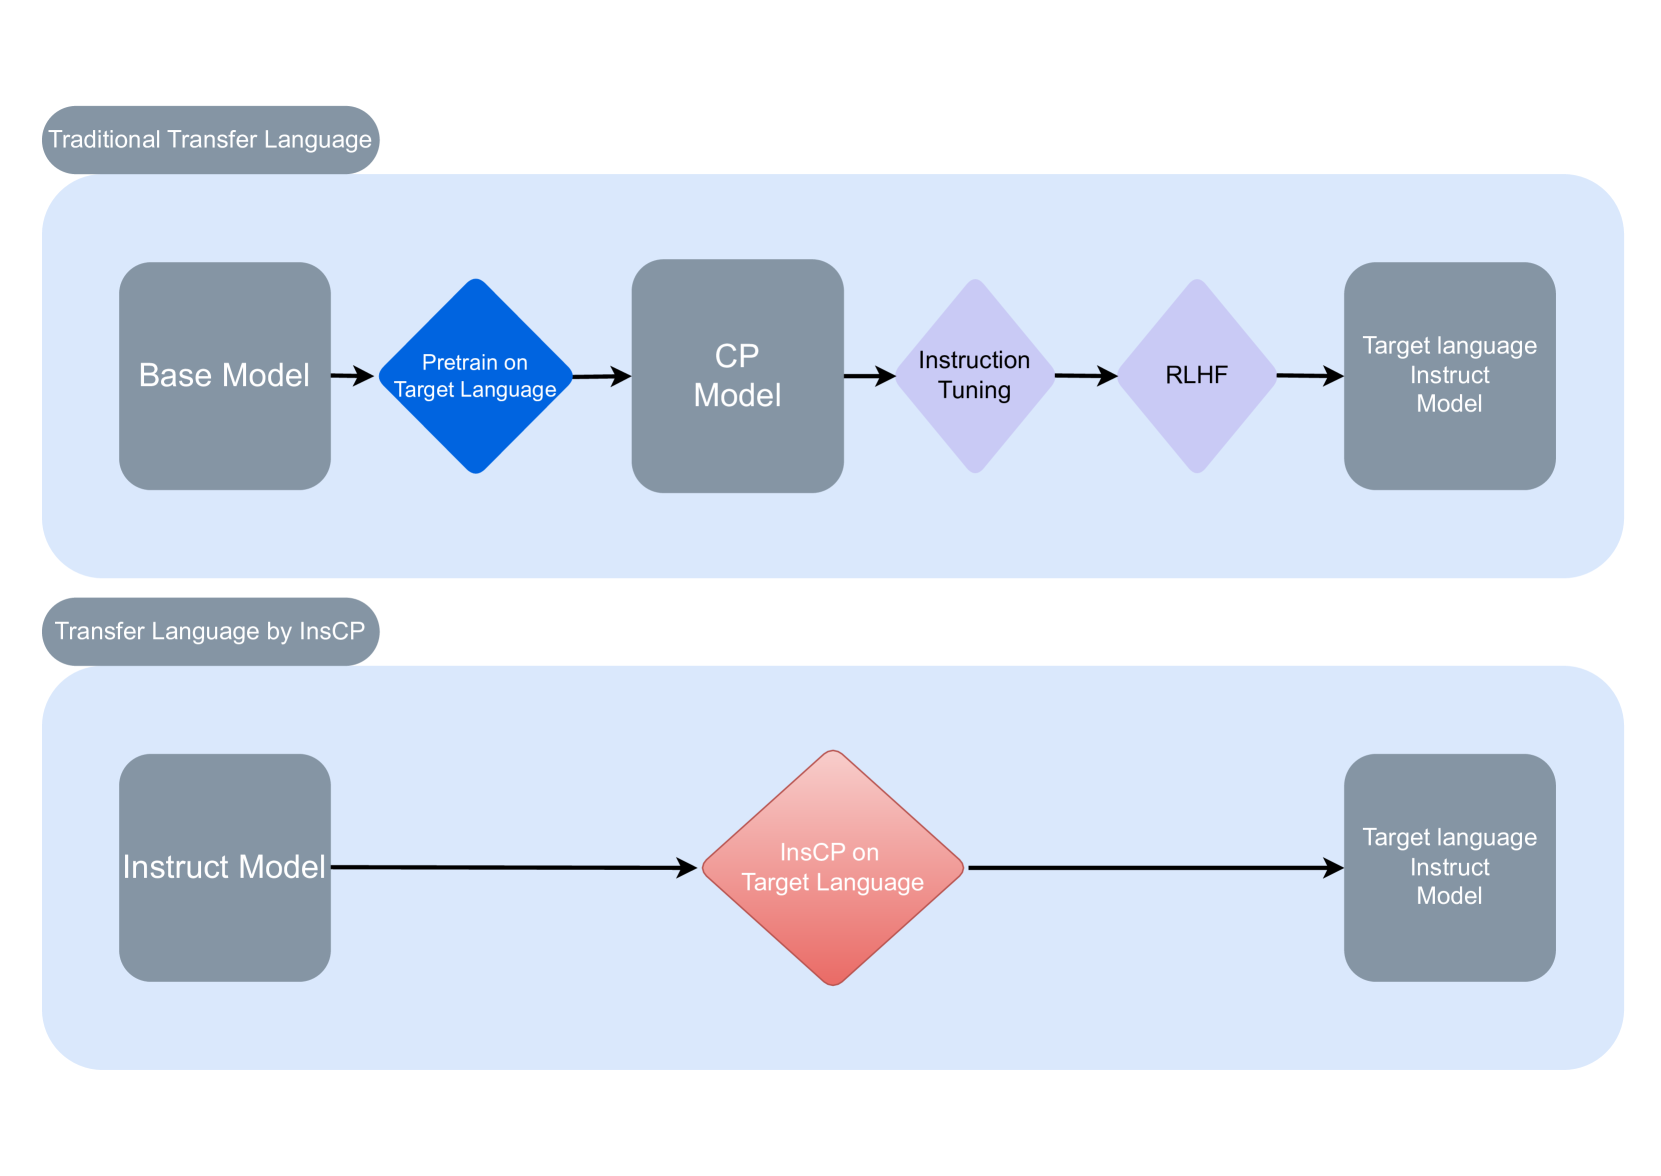 Traditional Transfer Language
Base Model
Pretrain on
Target Language
CP
Model
Instruction
Tuning
RLHF
Target language
Instruct
Model
Transfer Language by InsCP
Instruct Model
InsCP on
Target Language
Target language
Instruct
Model